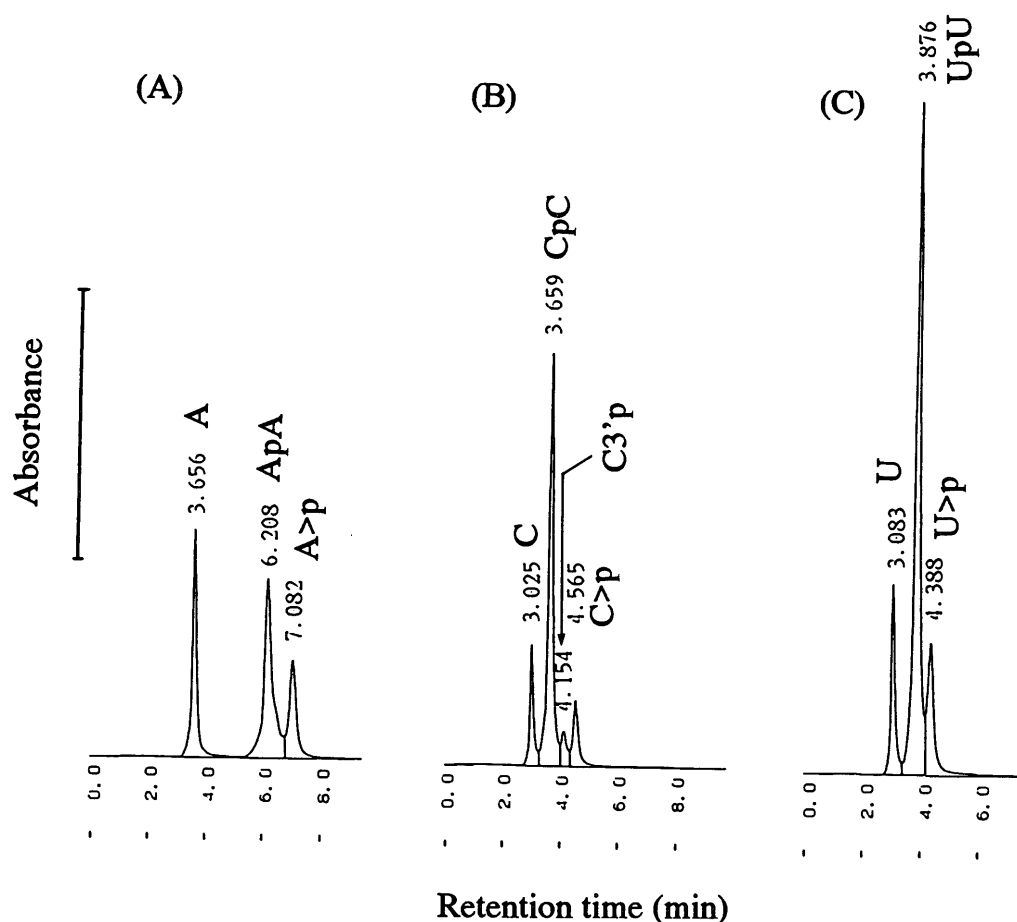 (A)
(B)
(C)
Absorbance
3.656 A
6.208 ApA
7.082 A>p
0.0
2.0
4.0
6.0
8.0
3.025 C
3.659 CpC
4.154
C3'p
4.565
C>p
0.0
2.0
4.0
6.0
8.0
3.083 U
3.876
UpU
4.388 U>p
0.0
2.0
4.0
6.0
Retention time (min)